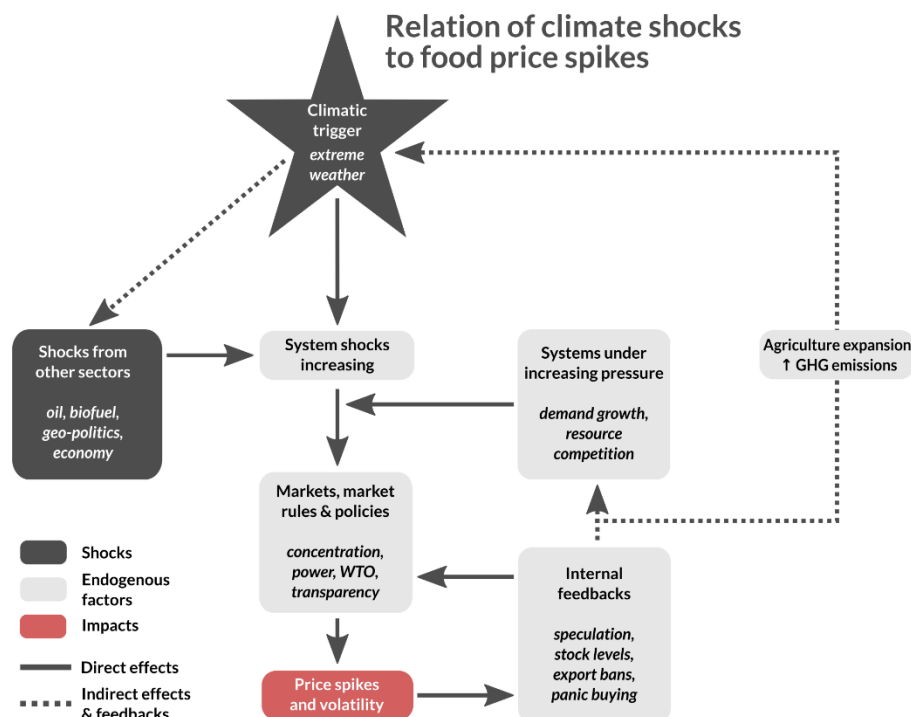 Relation of climate shocks
to food price spikes
Climatic
trigger
extreme
weather
Shocks from
other sectors
oil, biofuel,
geo-politics,
economy
System shocks
increasing
Systems under
increasing pressure
demand growth,
resource
competition
Agriculture expansion
↑ GHG emissions
Markets, market
rules & policies
concentration,
power, WTO,
transparency
Internal
feedbacks
speculation,
stock levels,
export bans,
panic buying
Price spikes
and volatility
Shocks
Endogenous
factors
Impacts
Direct effects
Indirect effects
& feedbacks